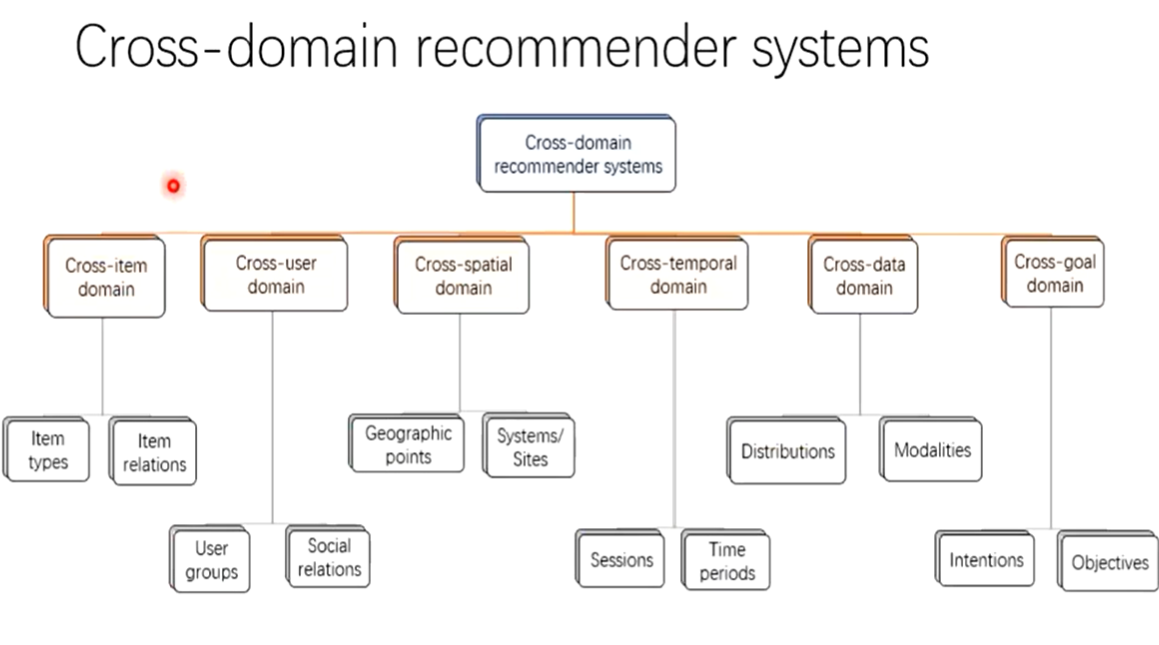 Cross-domain recommender systems
Cross-domain
recommender systems
Cross-item
domain
Cross-user
domain
Cross-spatial
domain
Cross-temporal
domain
Cross-data
domain
Cross-goal
domain
Item
types
Item
relations
Geographic
points
Systems/
Sites
Distributions
Modalities
User
groups
Social
relations
Sessions
Time
periods
Intentions
Objectives